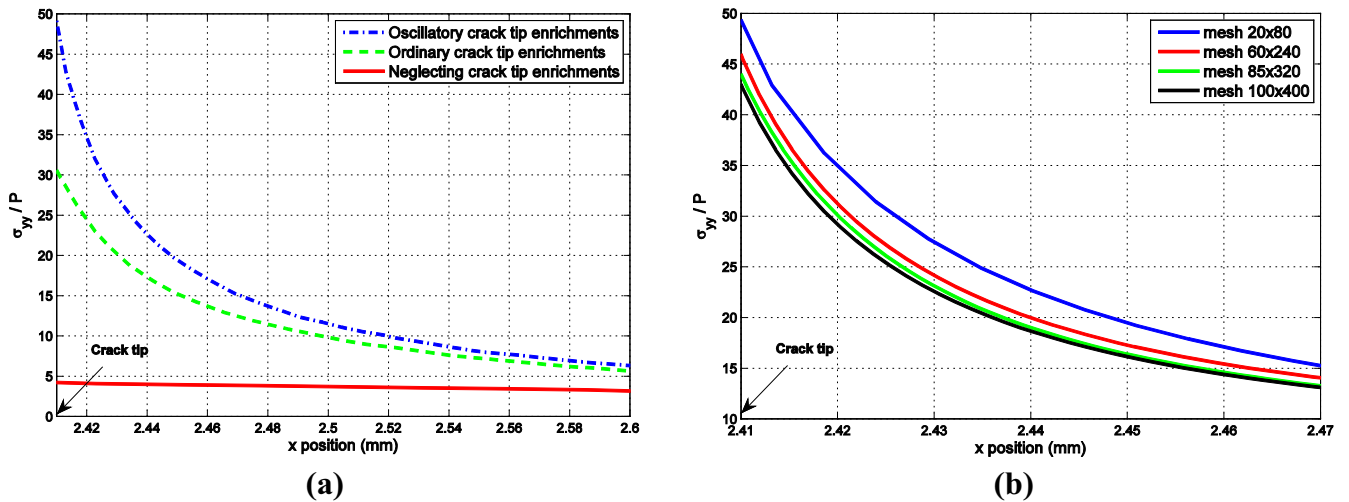 50
45
40
35
30
25
20
15
10
5
0
σyy / P
Oscillatory crack tip enrichments
Ordinary crack tip enrichments
Neglecting crack tip enrichments
Crack tip
2.42 2.44 2.46 2.48 2.5 2.52 2.54 2.56 2.58 2.6
x position (mm)
(a)
50
45
40
35
30
25
20
15
10
σyy / P
mesh 20x80
mesh 60x240
mesh 85x320
mesh 100x400
Crack tip
2.41 2.42 2.43 2.44 2.45 2.46 2.47
x position (mm)
(b)